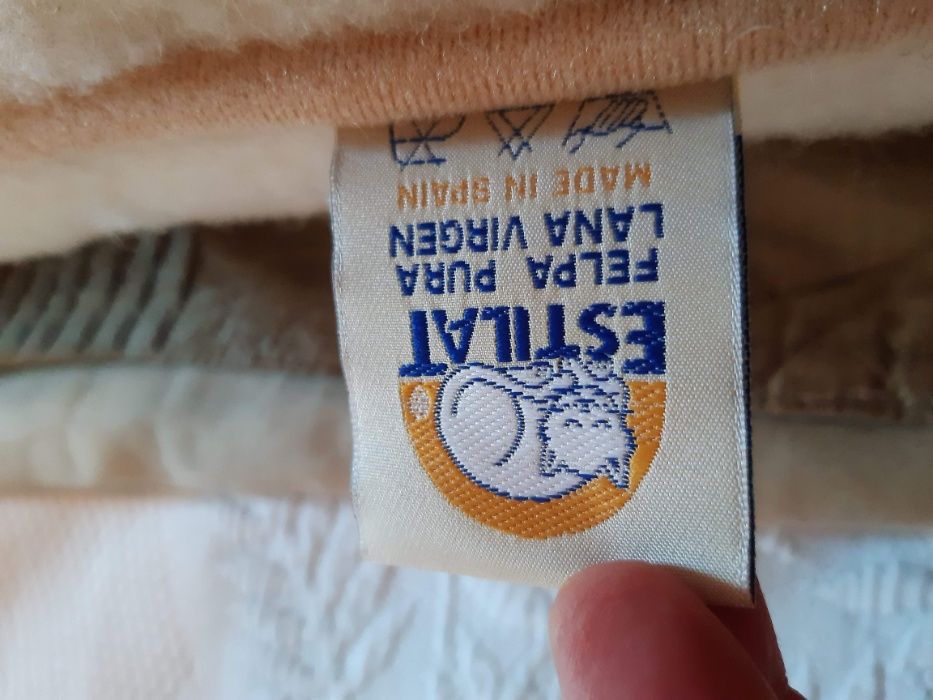 ESTILAT
FELPA PURA
LANA VIRGEN
MADE IN SPAIN